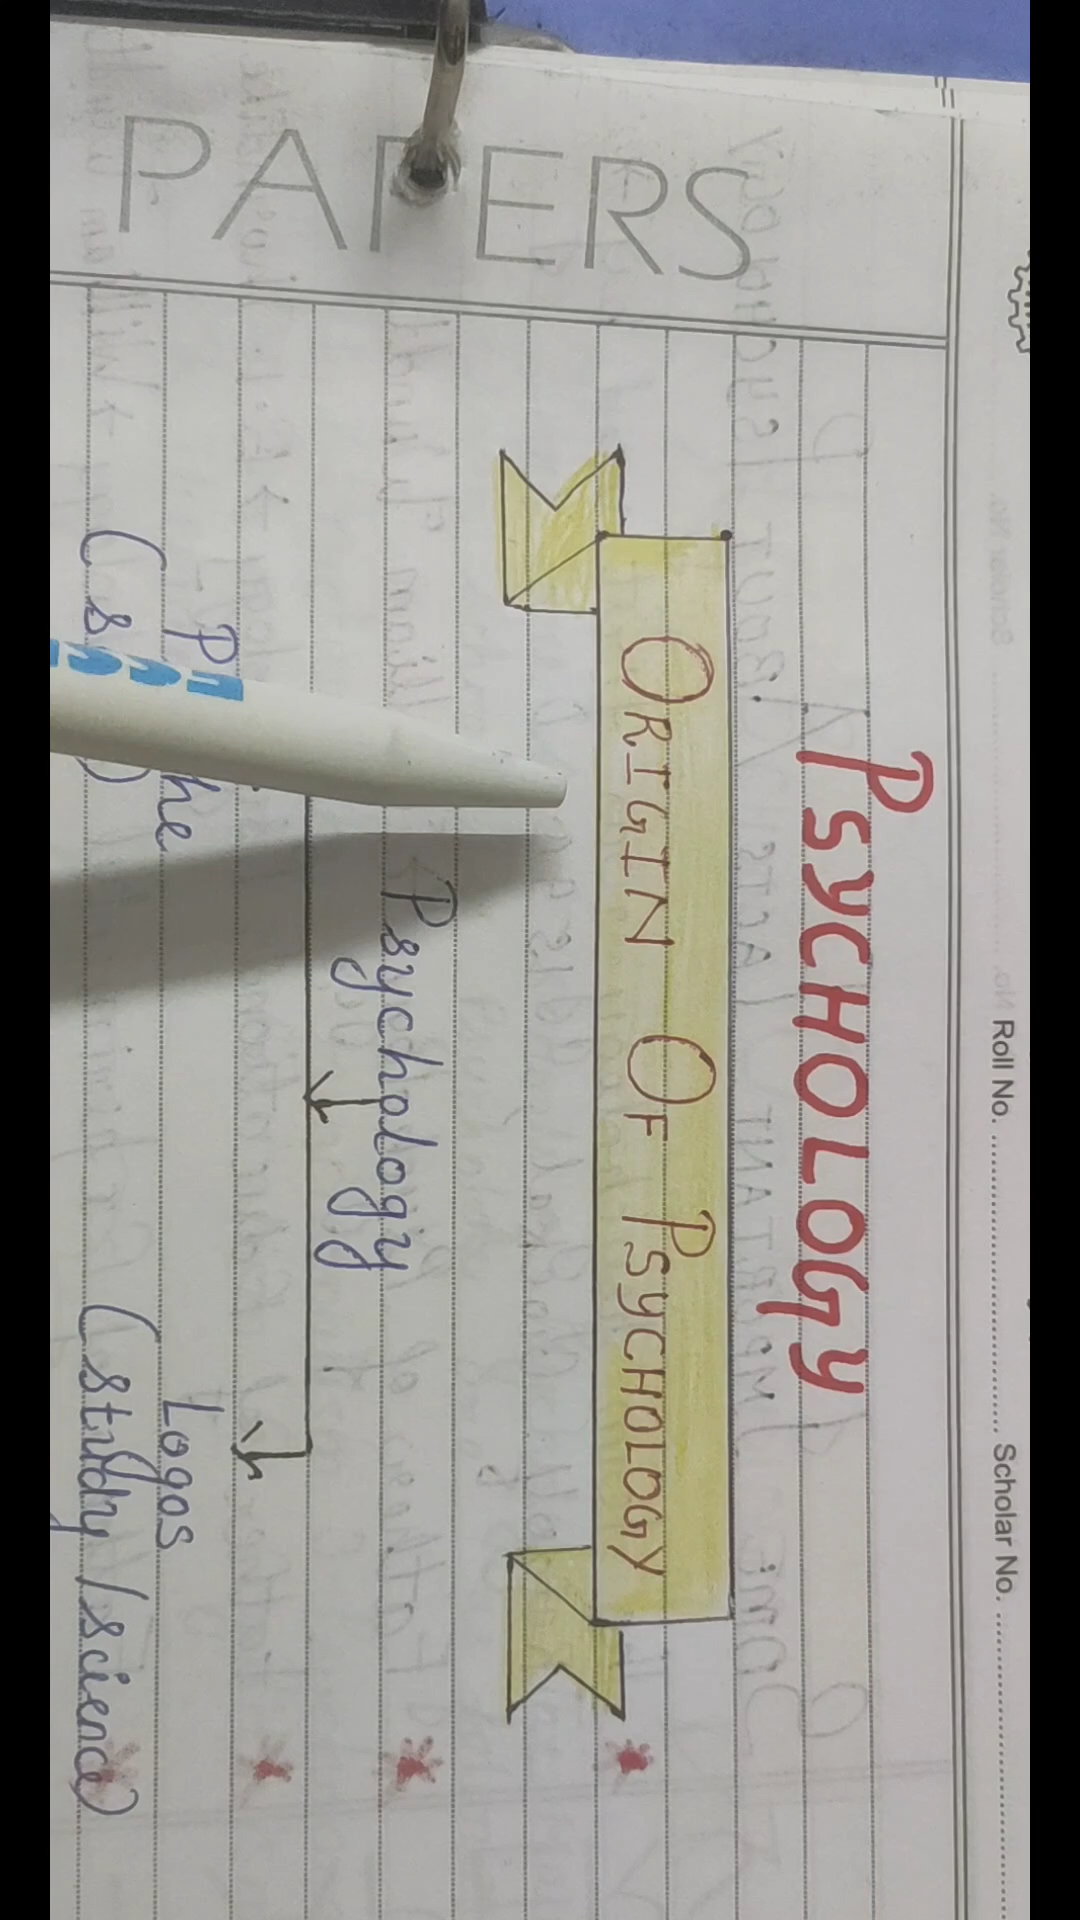 Roll No. Scholar No.
PAPERS
PSYCHOLOGY
ORIGIN OF PSYCHOLOGY
Psychology
Logos
(study/science)